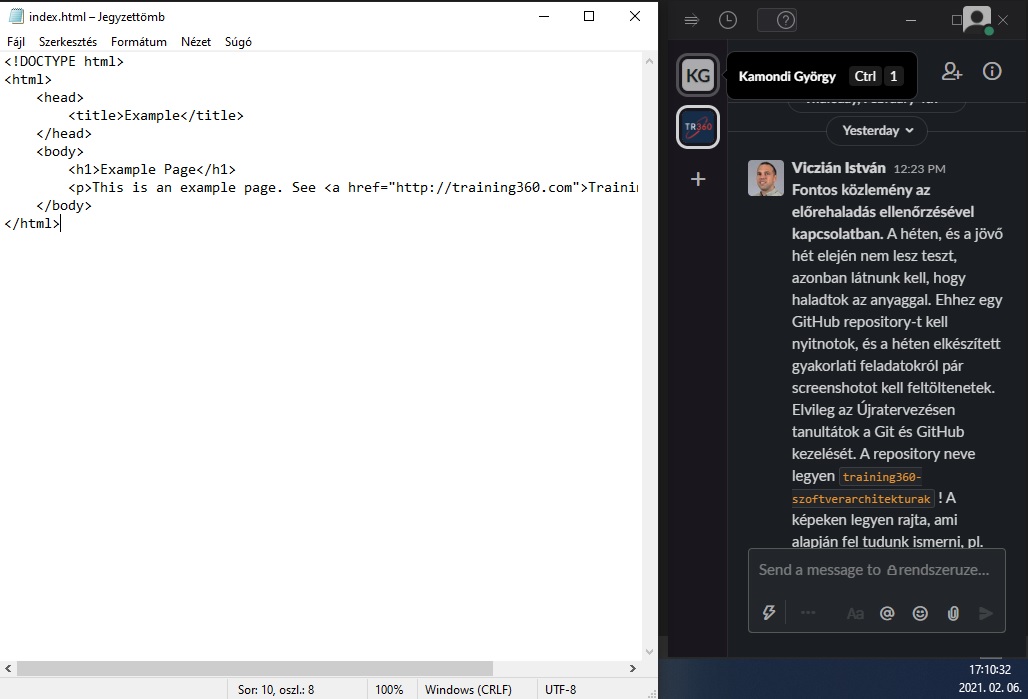 index.html – Jegyzettömb
Fájl Szerkesztés Formátum Nézet Súgó
<!DOCTYPE html>
<html>
    <head>
        <title>Example</title>
    </head>
    <body>
        <h1>Example Page</h1>
        <p>This is an example page. See <a href="http://training360.com">Trainin
    </body>
</html>
Sor: 10, oszl.: 8 100% Windows (CRLF) UTF-8
KG
Kamondi György Ctrl 1
TR360
Yesterday
Viczián István 12:23 PM
Fontos közlemény az
előrehaladás ellenőrzésével
kapcsolatban. A héten, és a jövő
hét elején nem lesz teszt,
azonban látnunk kell, hogy
haladtok az anyaggal. Ehhez egy
GitHub repository-t kell
nyitnotok, és a héten elkészített
gyakorlati feladatokról pár
screenshotot kell feltöltenetek.
Elvileg az Újratervezésen
tanultátok a Git és GitHub
kezelését. A repository neve
legyen training360-
szoftverarchitekturak ! A
képeken legyen rajta, ami
alapján fel tudunk ismerni, pl.
Send a message to rendszeruze...
Aa
17:10:32
2021. 02. 06.